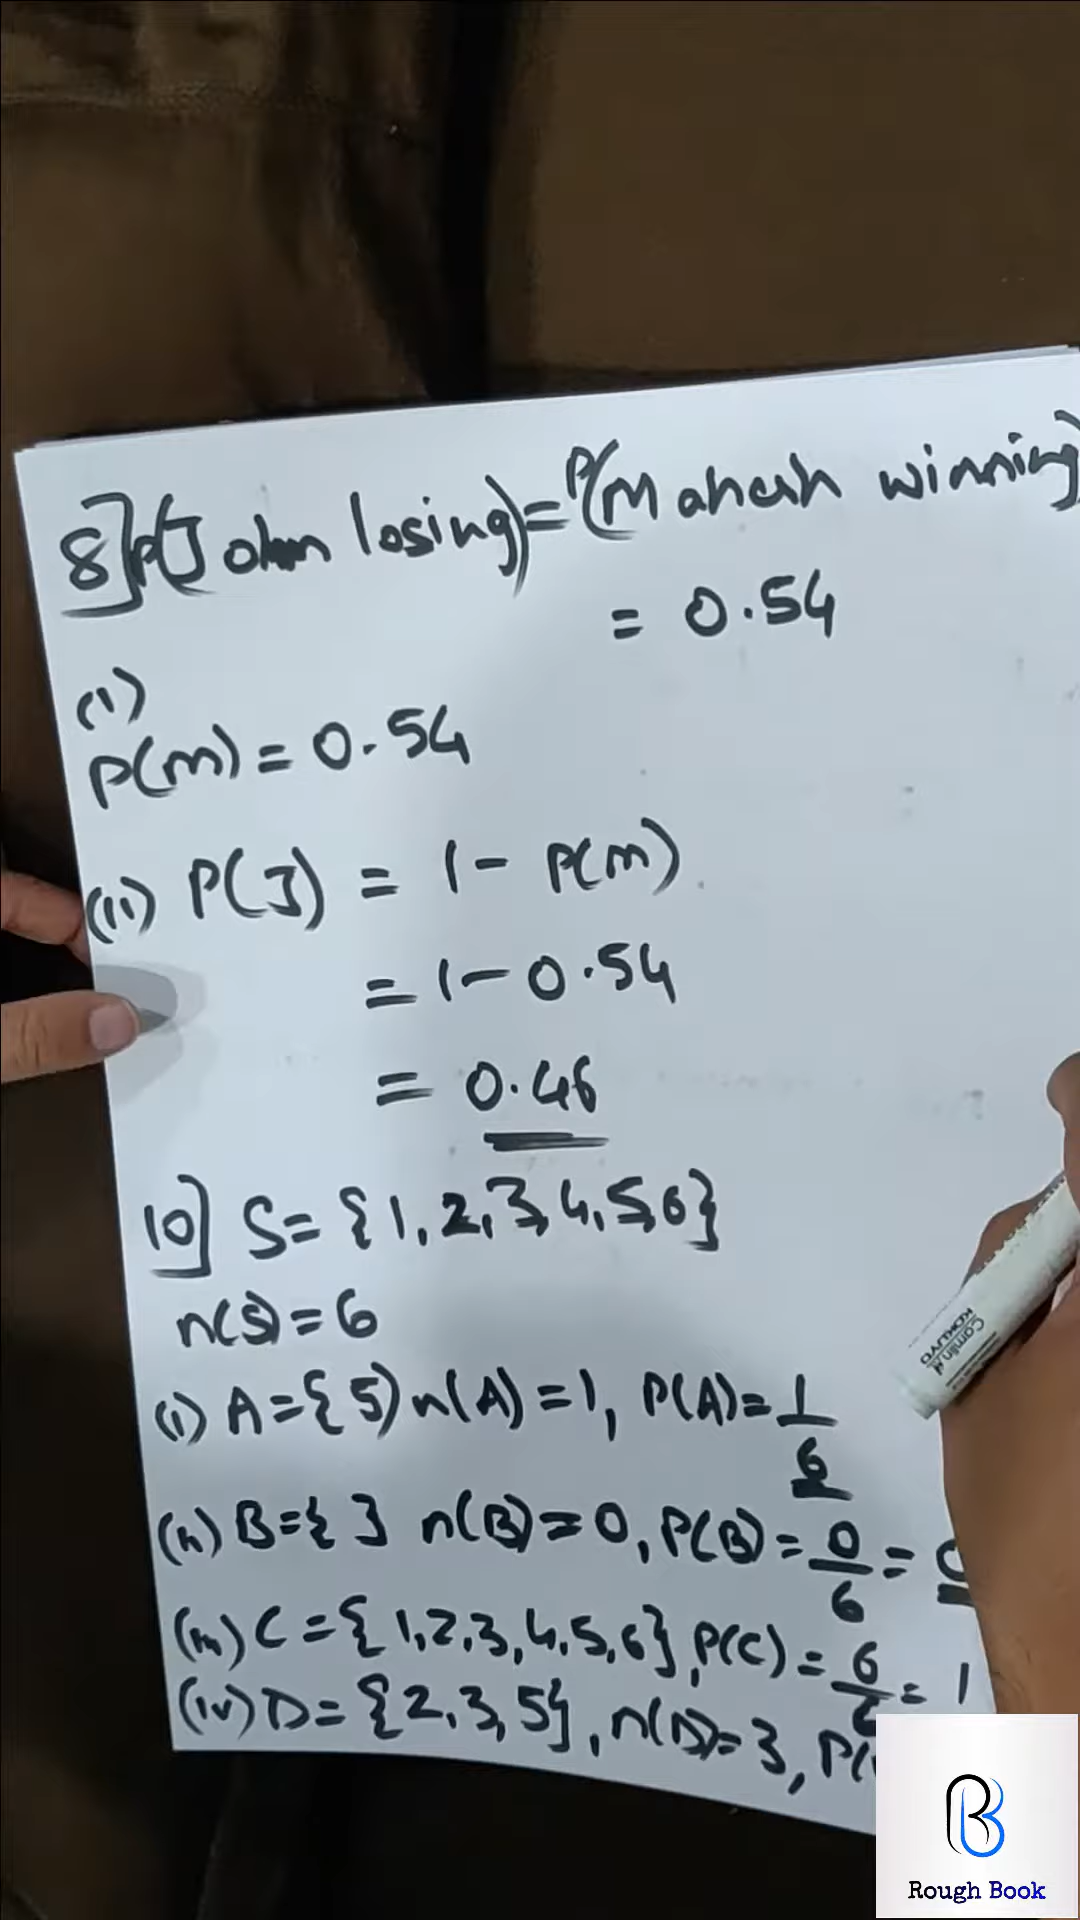 8] P(John losing) = P(Mahesh winning)
= 0.54
(i)
P(M) = 0.54
(ii) P(J) = 1 - P(M)
= 1 - 0.54
= 0.46
10] S = {1, 2, 3, 4, 5, 6}
n(S) = 6
(i) A = {5} n(A) = 1, P(A) = 1/6
(ii) B = { } n(B) = 0, P(B) = 0/6 = 0
(iii) C = {1, 2, 3, 4, 5, 6}, P(C) = 6/6 = 1
(iv) D = {2, 3, 5}, n(D) = 3, P(
Camlin
KOKUYO
B
Rough Book